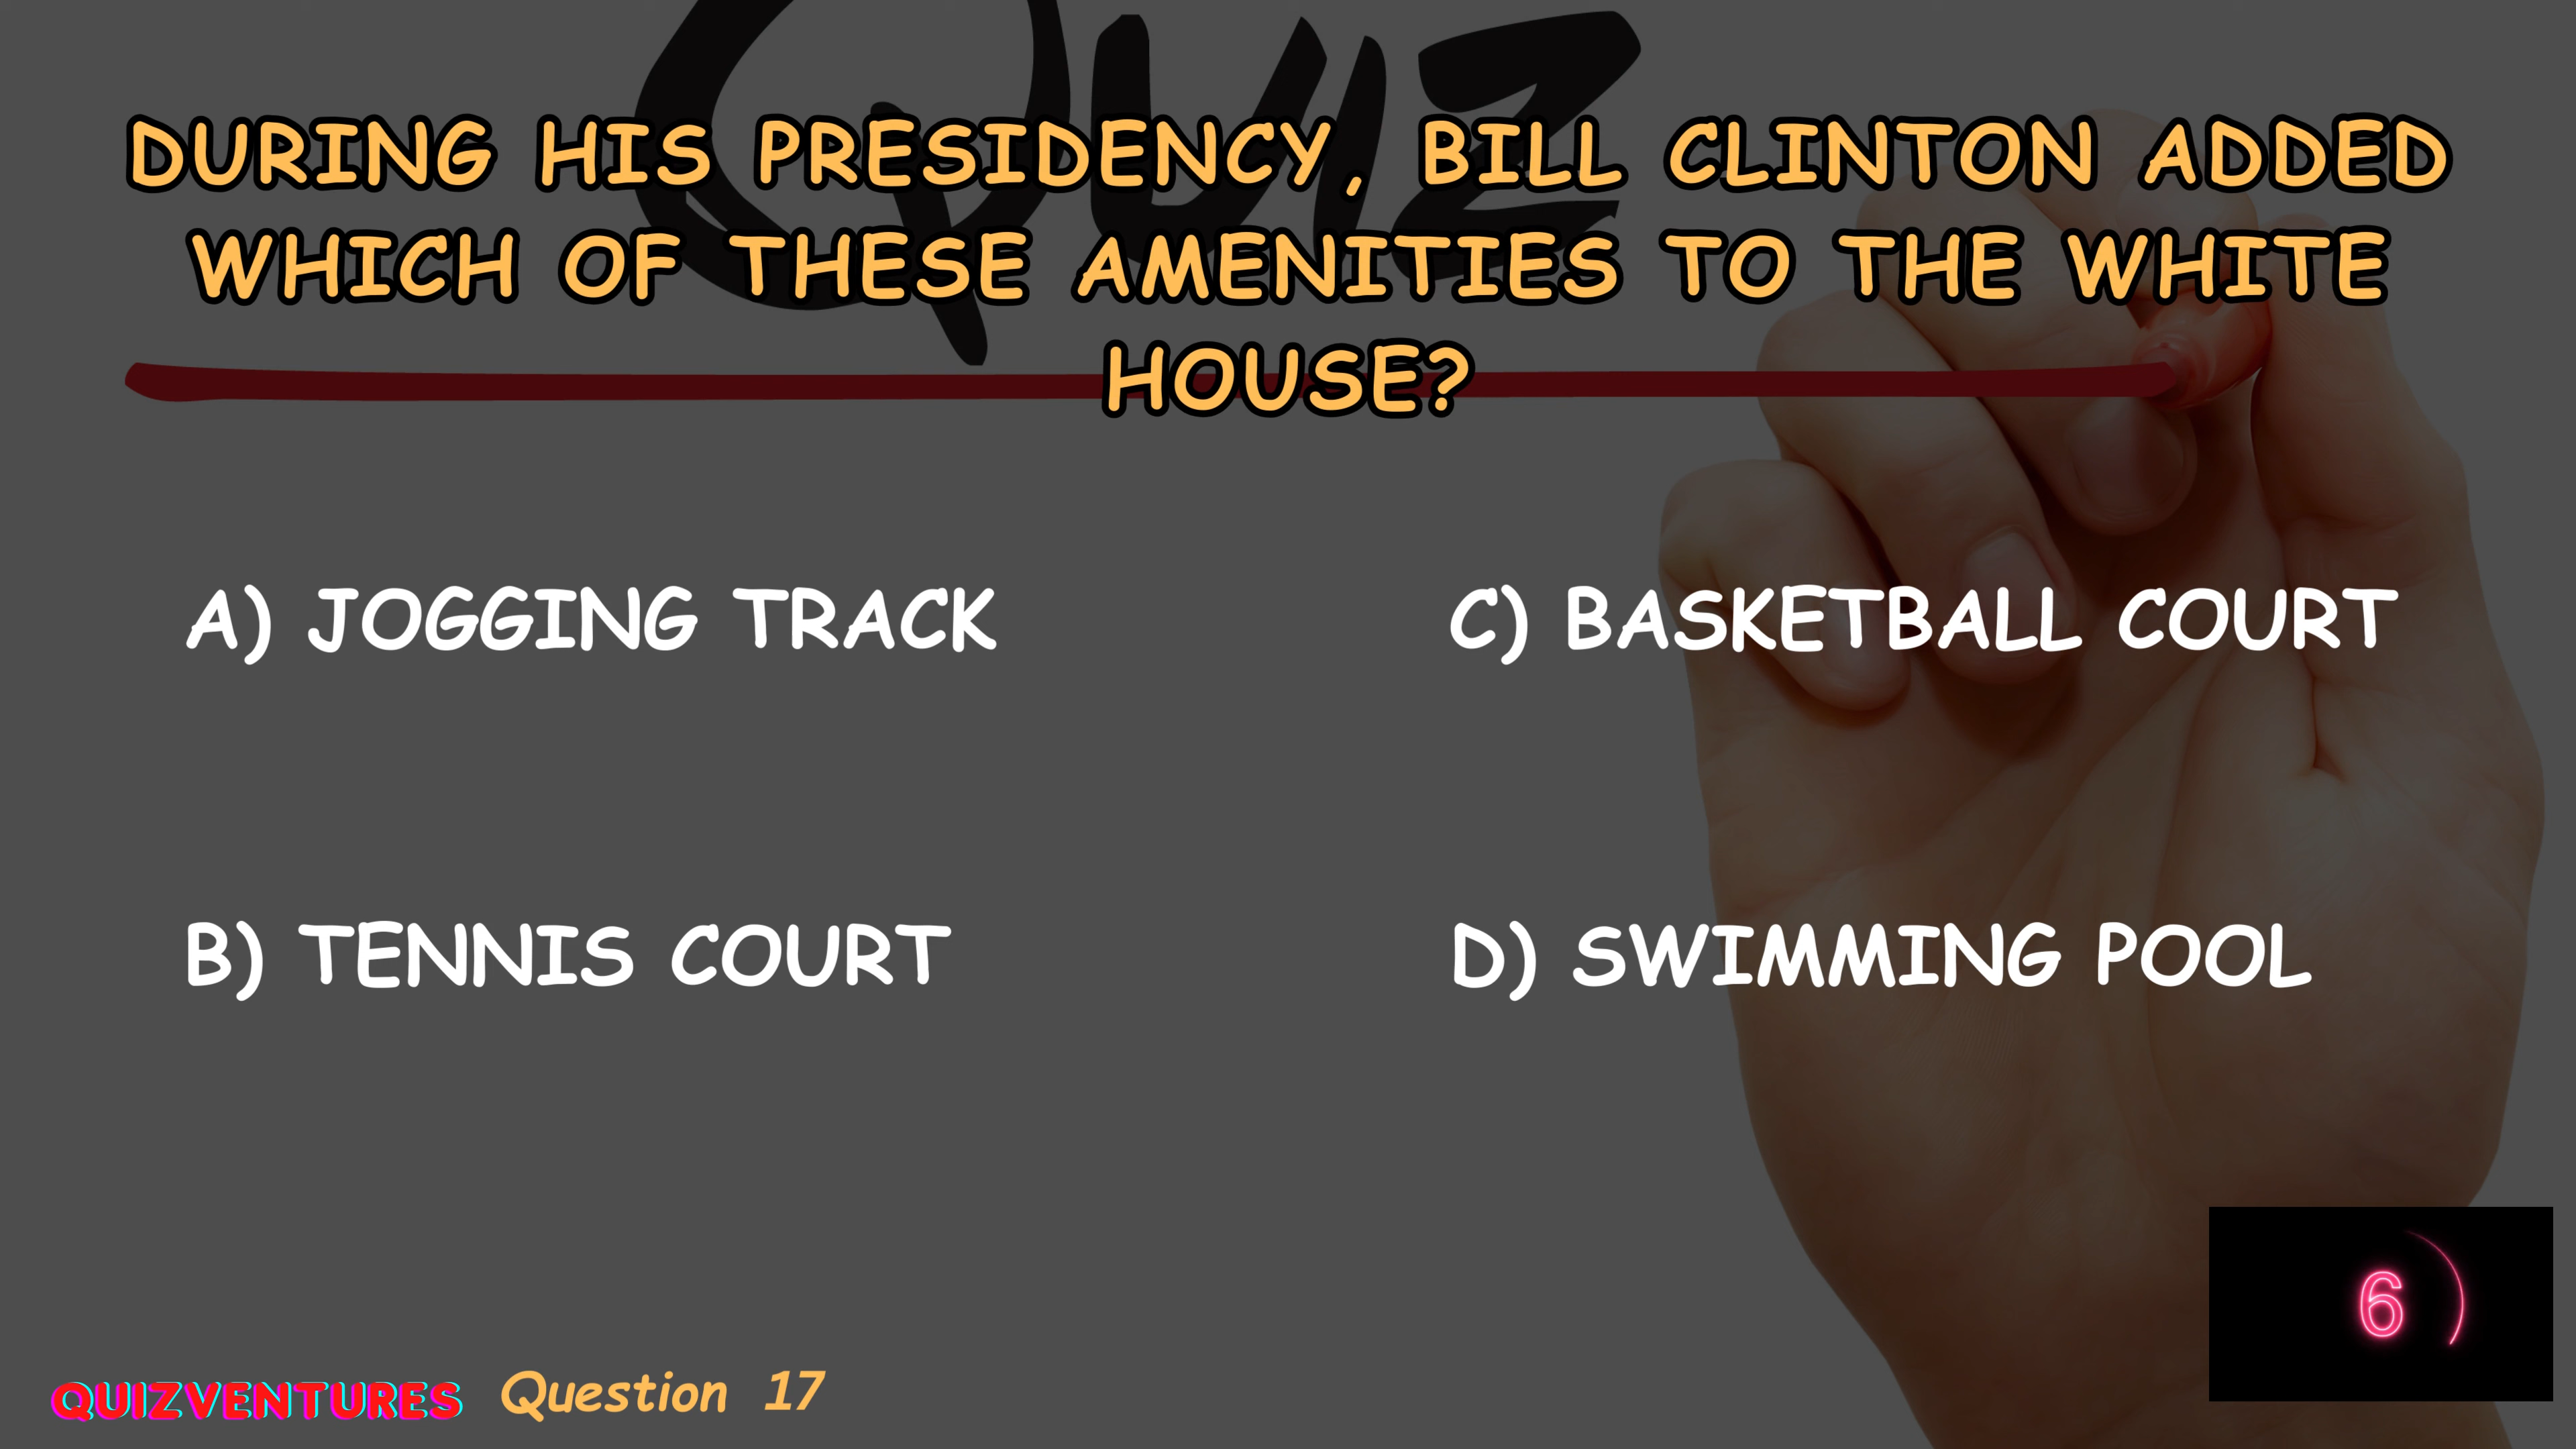 QUIZ
DURING HIS PRESIDENCY, BILL CLINTON ADDED
WHICH OF THESE AMENITIES TO THE WHITE
HOUSE?
A) JOGGING TRACK
C) BASKETBALL COURT
B) TENNIS COURT
D) SWIMMING POOL
6
QUIZVENTURES Question 17